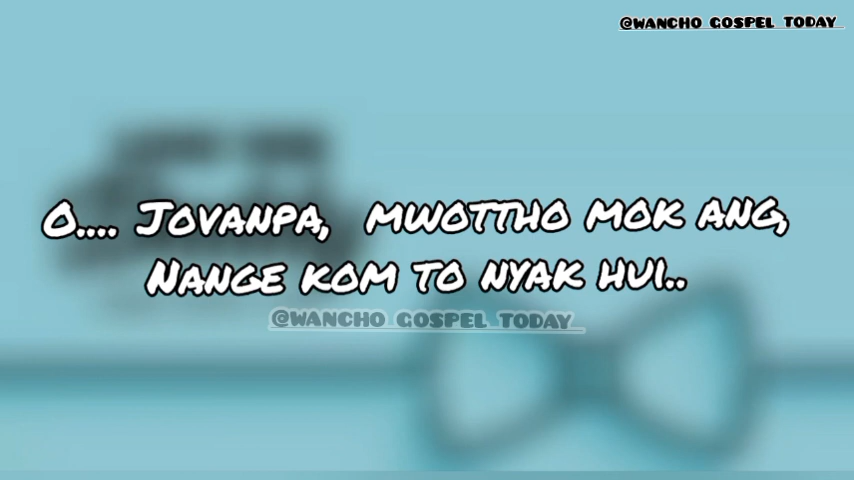 @WANCHO GOSPEL TODAY
O.... JOVANPA, MWOTTHO MOK ANG,
NANGE KOM TO NYAK HUI..
@WANCHO GOSPEL TODAY